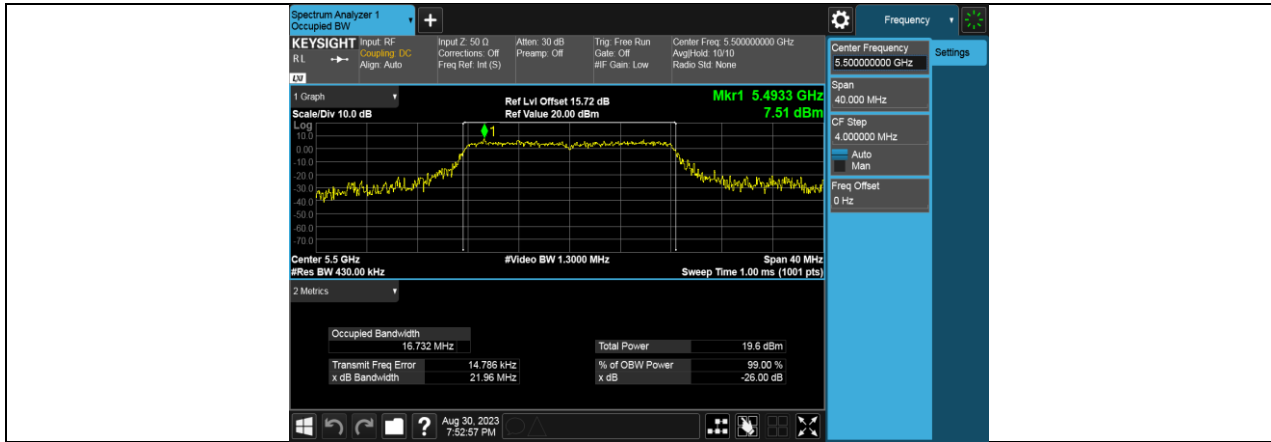 Spectrum Analyzer 1
Occupied BW
+
Frequency
KEYSIGHT
RL
LXI
Input: RF
Coupling: DC
Align: Auto
Input Z: 50 Ω
Corrections: Off
Freq Ref: Int (S)
Atten: 30 dB
Preamp: Off
Trig: Free Run
Gate: Off
#IF Gain: Low
Center Freq: 5.500000000 GHz
Avg|Hold: 10/10
Radio Std: None
Center Frequency
5.500000000 GHz
Settings
Span
40.000 MHz
CF Step
4.000000 MHz
Auto
Man
Freq Offset
0 Hz
1 Graph
Scale/Div 10.0 dB
Ref Lvl Offset 15.72 dB
Ref Value 20.00 dBm
Mkr1 5.4933 GHz
7.51 dBm
Log
1
10.0
0.00
-10.0
-20.0
-30.0
-40.0
-50.0
-60.0
-70.0
Center 5.5 GHz
#Video BW 1.3000 MHz
Span 40 MHz
#Res BW 430.00 kHz
Sweep Time 1.00 ms (1001 pts)
2 Metrics
Occupied Bandwidth
16.732 MHz
Total Power 19.6 dBm
Transmit Freq Error 14.786 kHz
% of OBW Power 99.00 %
x dB Bandwidth 21.96 MHz
x dB -26.00 dB
?
Aug 30, 2023
7:52:57 PM